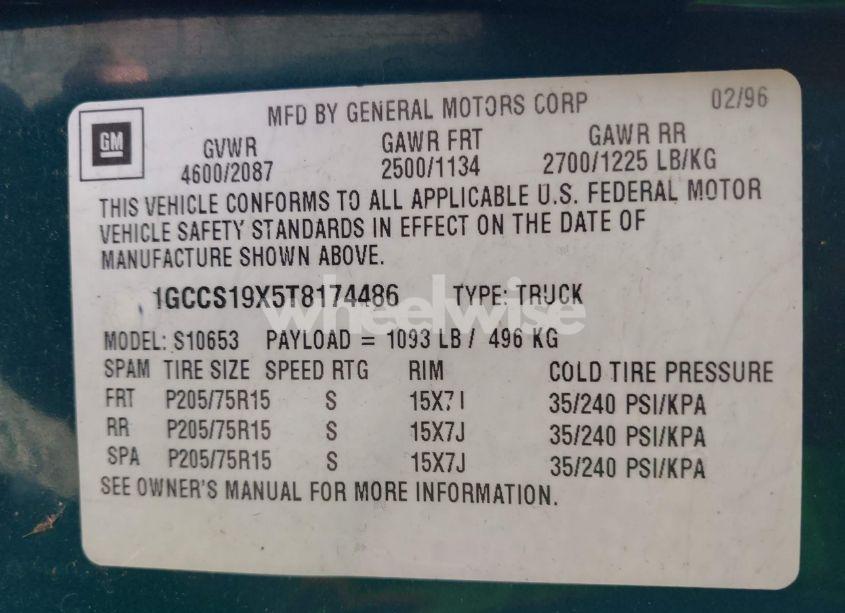 MFD BY GENERAL MOTORS CORP 02/96
GM GVWR GAWR FRT GAWR RR
4600/2087 2500/1134 2700/1225 LB/KG
THIS VEHICLE CONFORMS TO ALL APPLICABLE U.S. FEDERAL MOTOR
VEHICLE SAFETY STANDARDS IN EFFECT ON THE DATE OF
MANUFACTURE SHOWN ABOVE.
1GCCS19X5T8174486 TYPE: TRUCK
wheelwise
MODEL: S10653 PAYLOAD = 1093 LB / 496 KG
SPAM TIRE SIZE SPEED RTG RIM COLD TIRE PRESSURE
FRT P205/75R15 S 15X7I 35/240 PSI/KPA
RR P205/75R15 S 15X7J 35/240 PSI/KPA
SPA P205/75R15 S 15X7J 35/240 PSI/KPA
SEE OWNER'S MANUAL FOR MORE INFORMATION.